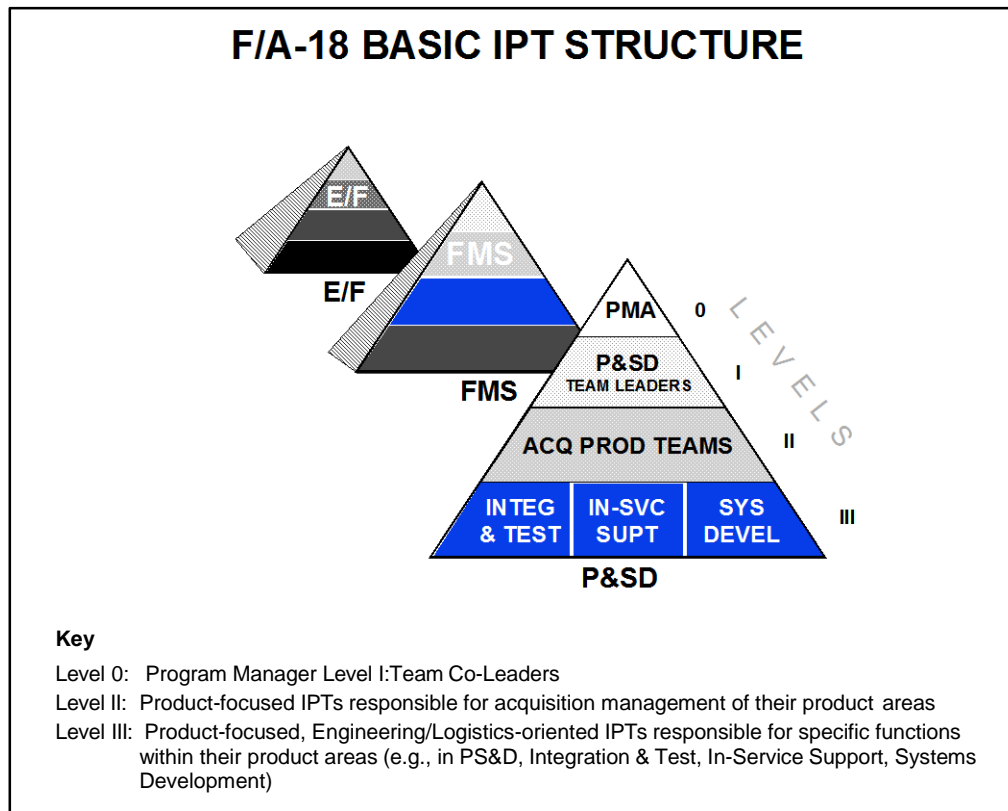 F/A-18 BASIC IPT STRUCTURE
E/F
E/F
FMS
FMS
PMA
0
P&SD
TEAM LEADERS
I
ACQ PROD TEAMS
II
INTEG
& TEST
IN-SVC
SUPT
SYS
DEVEL
III
P&SD
LEVELS
Key
Level 0: Program Manager Level I:Team Co-Leaders
Level II: Product-focused IPTs responsible for acquisition management of their product areas
Level III: Product-focused, Engineering/Logistics-oriented IPTs responsible for specific functions
within their product areas (e.g., in PS&D, Integration & Test, In-Service Support, Systems
Development)